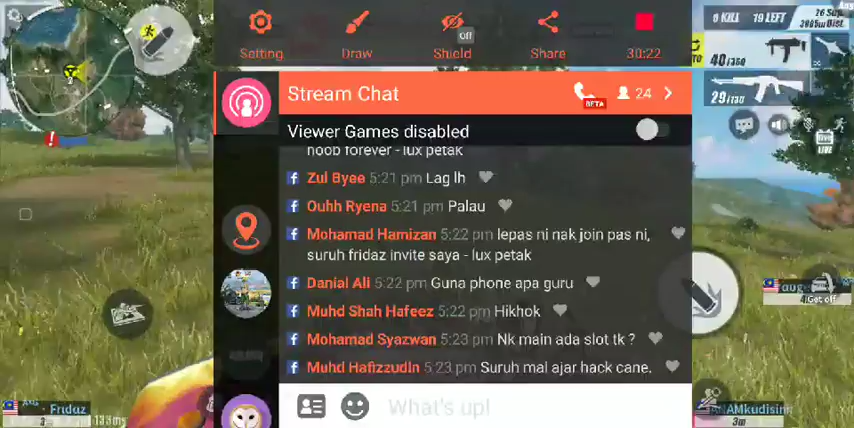 Setting
Draw
Off
Shield
Share
30:22
0 KILL 19 LEFT
40/350
Stream Chat
BETA
24
Viewer Games disabled
LIVE
noob forever - lux petak
Zul Byee 5:21 pm Lag lh
Ouhh Ryena 5:21 pm Palau
Mohamad Hamizan 5:22 pm lepas ni nak join pas ni,
suruh fridaz invite saya - lux petak
Danial Ali 5:22 pm Guna phone apa guru
Muhd Shah Hafeez 5:22 pm Hikhok
Mohamad Syazwan 5:23 pm Nk main ada slot tk ?
Muhd Hafizzudin 5:23 pm Suruh mal ajar hack cane.
Get off
What's up!
Fridaz
AMkudisini
3m